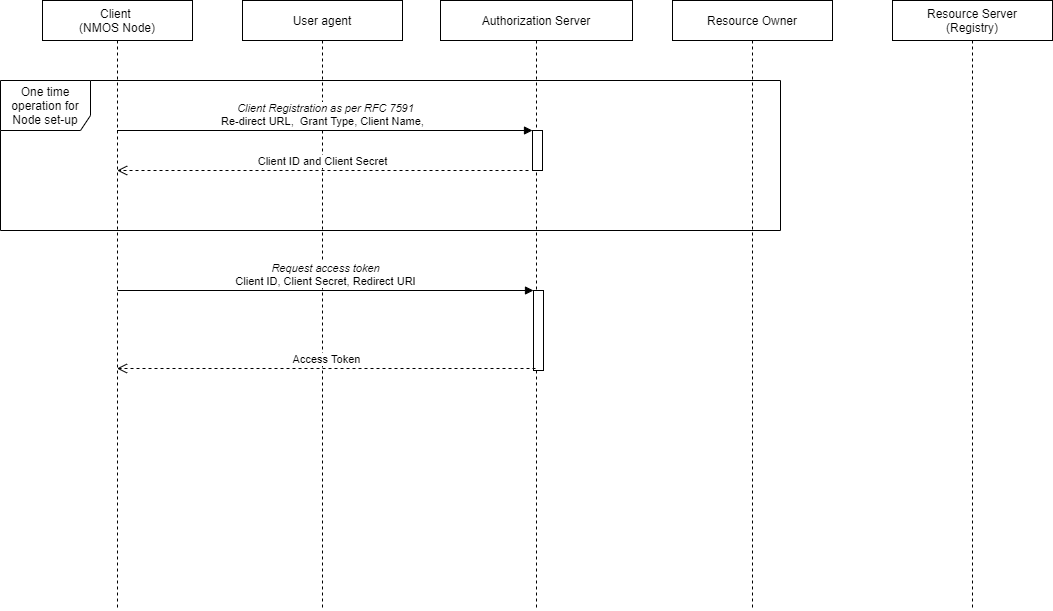 Client
(NMOS Node)
User agent
Authorization Server
Resource Owner
Resource Server
(Registry)
One time
operation for
Node set-up
Client Registration as per RFC 7591
Re-direct URL,  Grant Type, Client Name,
Client ID and Client Secret
Request access token
Client ID, Client Secret, Redirect URI
Access Token